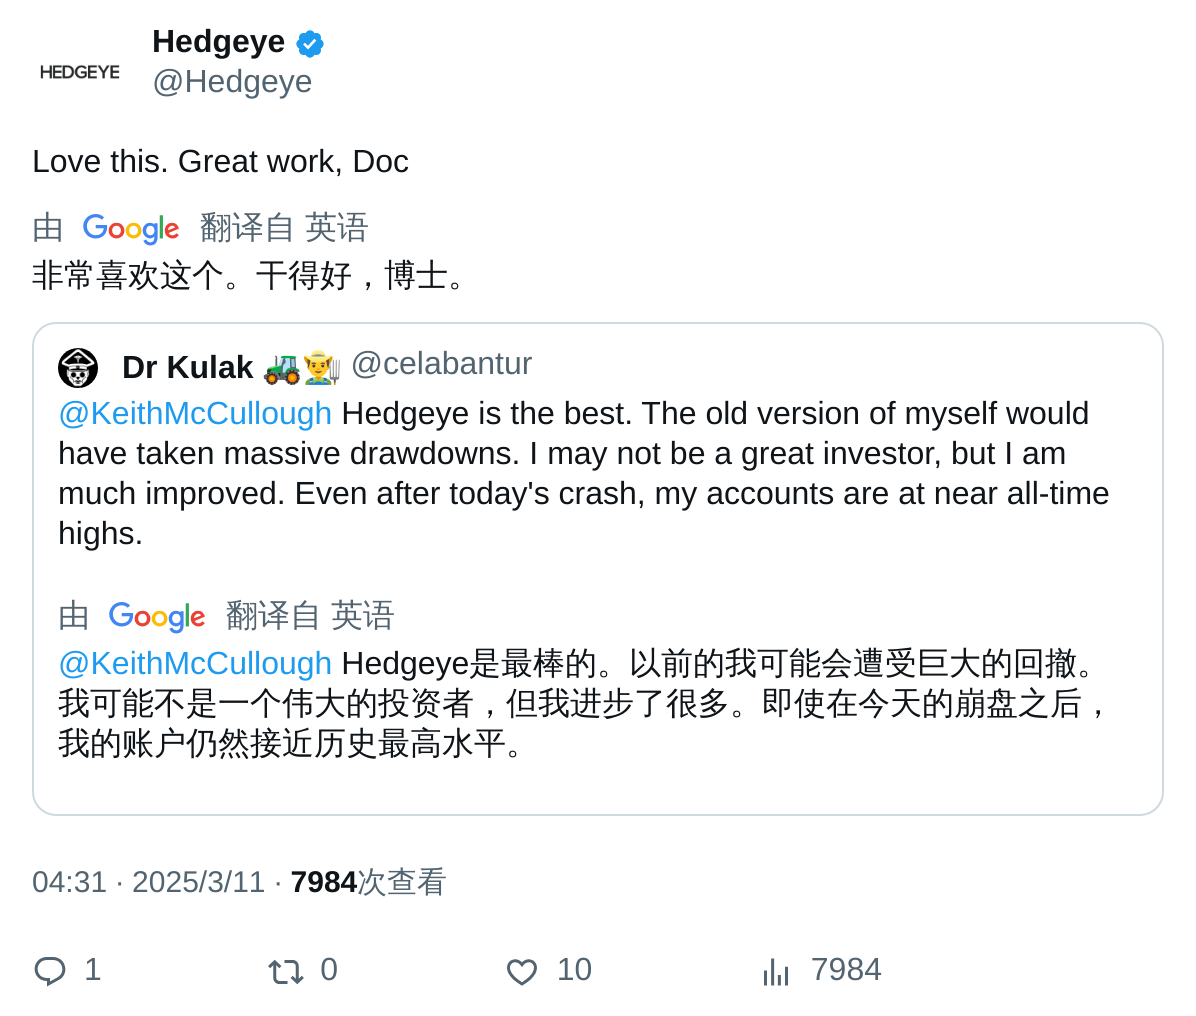 Hedgeye
HEDGEYE
@Hedgeye
Love this. Great work, Doc
由 Google 翻译自 英语
非常喜欢这个。干得好，博士。
Dr Kulak 🚜👨‍🌾 @celabantur
@KeithMcCullough Hedgeye is the best. The old version of myself would
have taken massive drawdowns. I may not be a great investor, but I am
much improved. Even after today's crash, my accounts are at near all-time
highs.
由 Google 翻译自 英语
@KeithMcCullough Hedgeye是最棒的。以前的我可能会遭受巨大的回撤。
我可能不是一个伟大的投资者，但我进步了很多。即使在今天的崩盘之后，
我的账户仍然接近历史最高水平。
04:31 · 2025/3/11 · 7984次查看
1 0 10 7984